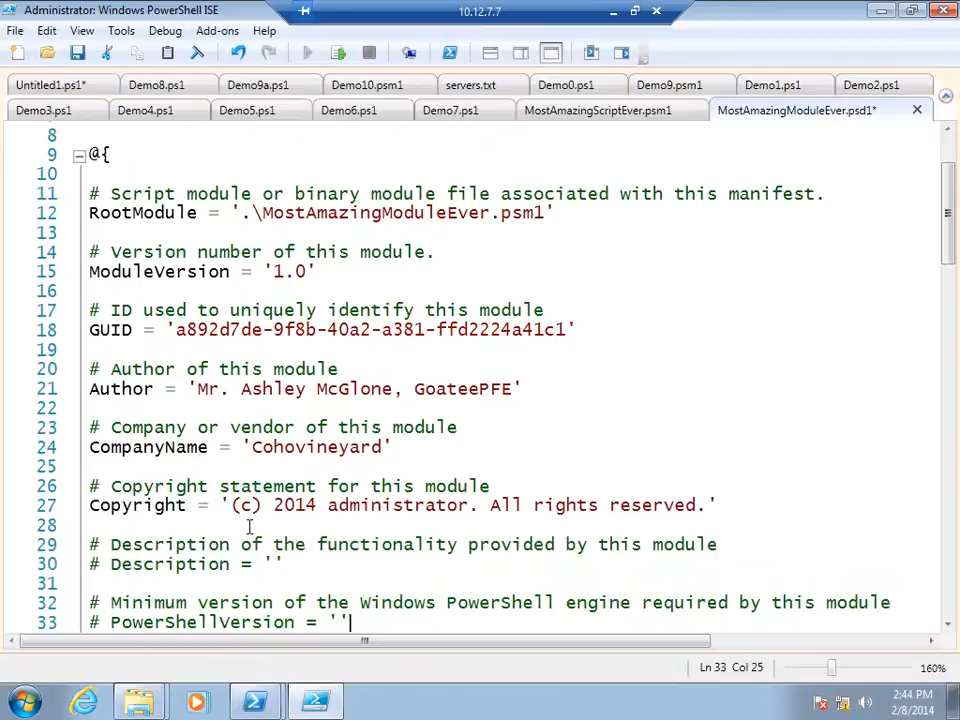 Administrator: Windows PowerShell ISE
10.12.7.7
File Edit View Tools Debug Add-ons Help
Untitled1.ps1* Demo8.ps1 Demo9a.ps1 Demo10.psm1 servers.txt Demo0.ps1 Demo9.psm1 Demo1.ps1 Demo2.ps1
Demo3.ps1 Demo4.ps1 Demo5.ps1 Demo6.ps1 Demo7.ps1 MostAmazingScriptEver.psm1 MostAmazingModuleEver.psd1*
8
9 @{
10
11 # Script module or binary module file associated with this manifest.
12 RootModule = '.\MostAmazingModuleEver.psm1'
13
14 # Version number of this module.
15 ModuleVersion = '1.0'
16
17 # ID used to uniquely identify this module
18 GUID = 'a892d7de-9f8b-40a2-a381-ffd2224a41c1'
19
20 # Author of this module
21 Author = 'Mr. Ashley McGlone, GoateePFE'
22
23 # Company or vendor of this module
24 CompanyName = 'Cohovineyard'
25
26 # Copyright statement for this module
27 Copyright = '(c) 2014 administrator. All rights reserved.'
28
29 # Description of the functionality provided by this module
30 # Description = ''
31
32 # Minimum version of the Windows PowerShell engine required by this module
33 # PowerShellVersion = ''
Ln 33 Col 25 160%
2:44 PM
2/8/2014